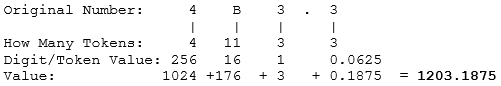 Original Number: 4 B 3 . 3
| | | |
How Many Tokens: 4 11 3 3
Digit/Token Value: 256 16 1 0.0625
Value: 1024 +176 + 3 + 0.1875 = 1203.1875